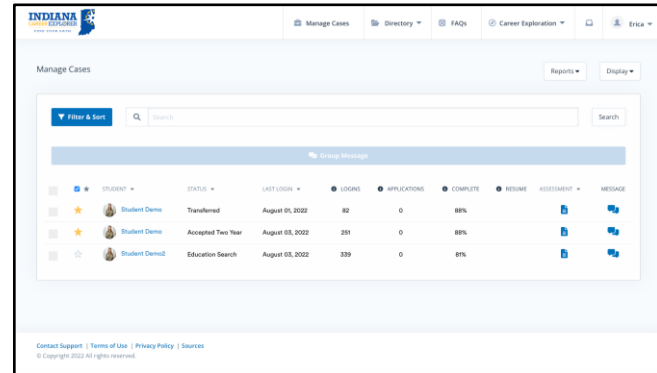 INDIANA
CAREER EXPLORER
FIND YOUR PATH
Manage Cases
Directory
FAQs
Career Exploration
Erica
Manage Cases
Reports
Display
Filter & Sort
Search
Search
Group Message
STUDENT
STATUS
LAST LOGIN
LOGINS
APPLICATIONS
COMPLETE
RESUME
ASSESSMENT
MESSAGE
Student Demo Transferred August 01, 2022 82 0 88%
Student Demo Accepted Two Year August 03, 2022 251 0 88%
Student Demo2 Education Search August 03, 2022 339 0 81%
Contact Support | Terms of Use | Privacy Policy | Sources
© Copyright 2022 All rights reserved.